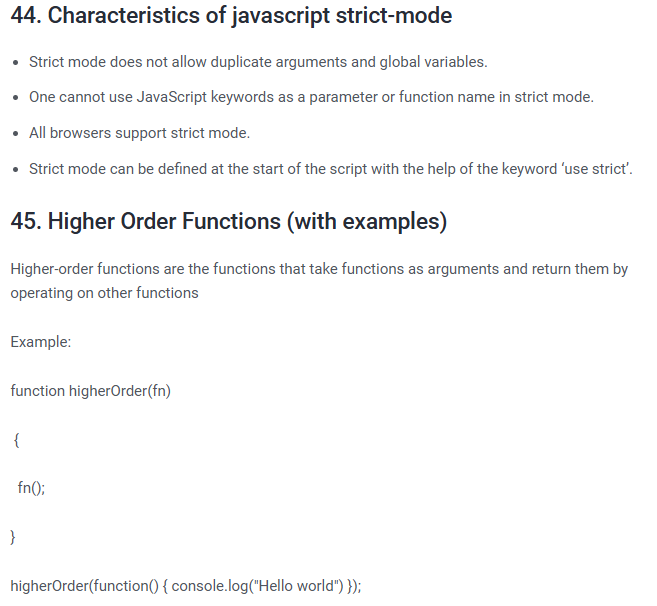 44. Characteristics of javascript strict-mode
• Strict mode does not allow duplicate arguments and global variables.
• One cannot use JavaScript keywords as a parameter or function name in strict mode.
• All browsers support strict mode.
• Strict mode can be defined at the start of the script with the help of the keyword ‘use strict’.
45. Higher Order Functions (with examples)
Higher-order functions are the functions that take functions as arguments and return them by
operating on other functions
Example:
function higherOrder(fn)
{
fn();
}
higherOrder(function() { console.log("Hello world") });